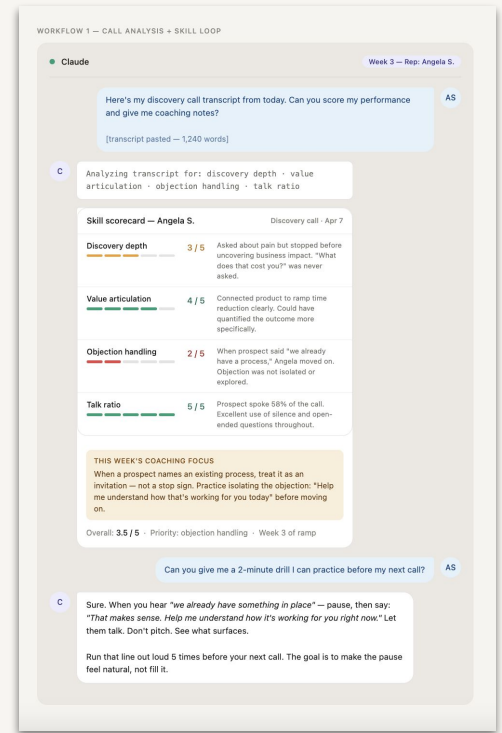 WORKFLOW 1 — CALL ANALYSIS + SKILL LOOP
Claude
Week 3 — Rep: Angela S.
Here's my discovery call transcript from today. Can you score my performance
and give me coaching notes?
[transcript pasted — 1,240 words]
AS
C
Analyzing transcript for: discovery depth · value
articulation · objection handling · talk ratio
Skill scorecard — Angela S.
Discovery call · Apr 7
Discovery depth
3 / 5
Asked about pain but stopped before
uncovering business impact. "What
does that cost you?" was never
asked.
Value articulation
4 / 5
Connected product to ramp time
reduction clearly. Could have
quantified the outcome more
specifically.
Objection handling
2 / 5
When prospect said "we already
have a process," Angela moved on.
Objection was not isolated or
explored.
Talk ratio
5 / 5
Prospect spoke 58% of the call.
Excellent use of silence and open-
ended questions throughout.
THIS WEEK'S COACHING FOCUS
When a prospect names an existing process, treat it as an
invitation — not a stop sign. Practice isolating the objection: "Help
me understand how that's working for you today" before moving
on.
Overall: 3.5 / 5 · Priority: objection handling · Week 3 of ramp
Can you give me a 2-minute drill I can practice before my next call?
AS
C
Sure. When you hear "we already have something in place" — pause, then say:
"That makes sense. Help me understand how it's working for you right now." Let
them talk. Don't pitch. See what surfaces.
Run that line out loud 5 times before your next call. The goal is to make the pause
feel natural, not fill it.